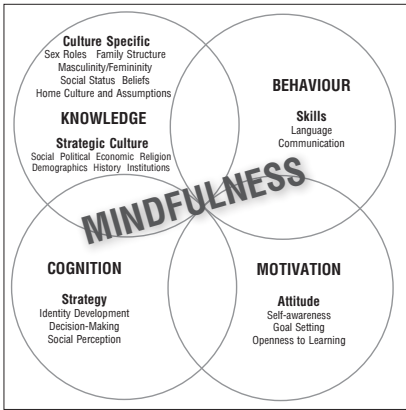 Culture Specific
Sex Roles Family Structure
Masculinity/Femininity
Social Status Beliefs
Home Culture and Assumptions
KNOWLEDGE
Strategic Culture
Social Political Economic Religion
Demographics History Institutions
BEHAVIOUR
Skills
Language
Communication
MINDFULNESS
COGNITION
Strategy
Identity Development
Decision-Making
Social Perception
MOTIVATION
Attitude
Self-awareness
Goal Setting
Openness to Learning